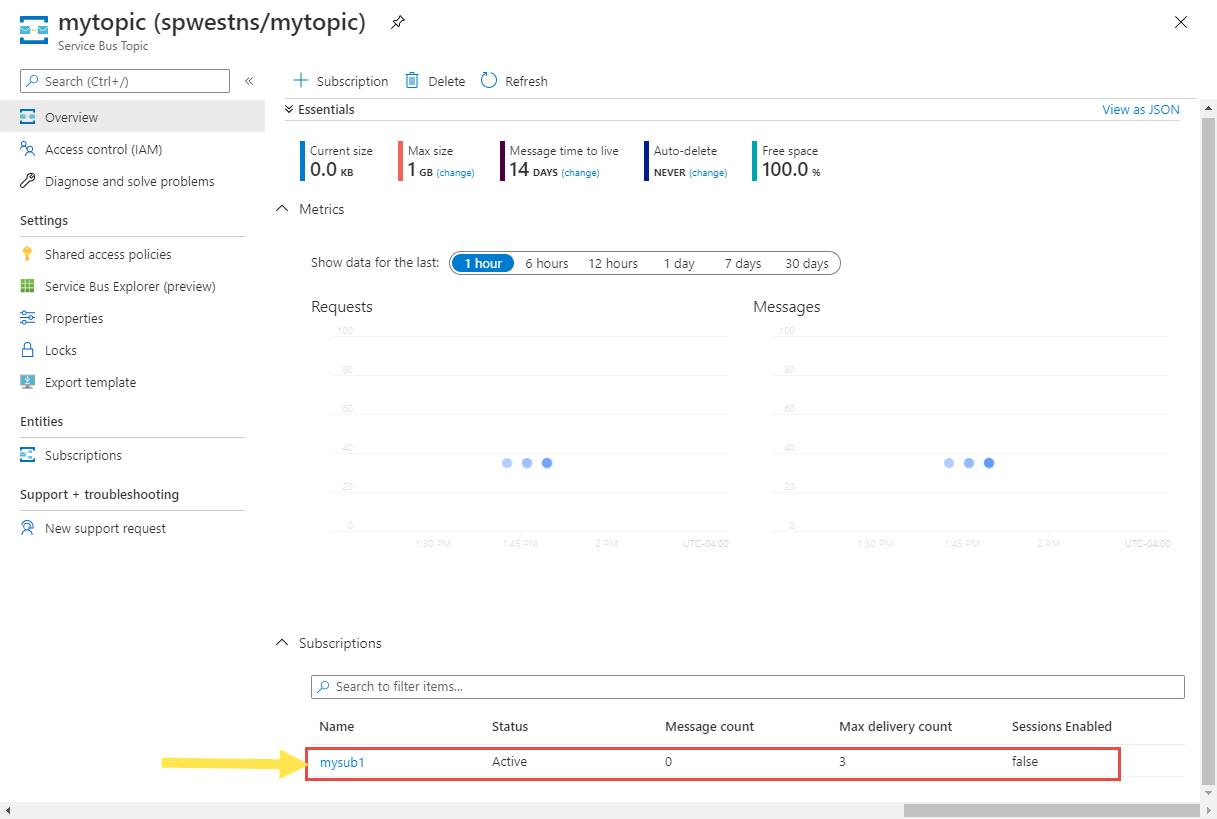 mytopic (spwestns/mytopic)
Service Bus Topic
Search (Ctrl+/)
Overview
Access control (IAM)
Diagnose and solve problems
Settings
Shared access policies
Service Bus Explorer (preview)
Properties
Locks
Export template
Entities
Subscriptions
Support + troubleshooting
New support request
Subscription Delete Refresh
Essentials View as JSON
Current size Max size Message time to live Auto-delete Free space
0.0 KB 1 GB (change) 14 DAYS (change) NEVER (change) 100.0 %
Metrics
Show data for the last: 1 hour 6 hours 12 hours 1 day 7 days 30 days
Requests
100
80
60
40
20
0
1:30 PM 1:45 PM 2 PM UTC-04:00
Messages
100
80
60
40
20
0
1:30 PM 1:45 PM 2 PM UTC-04:00
Subscriptions
Search to filter items...
Name Status Message count Max delivery count Sessions Enabled
mysub1 Active 0 3 false